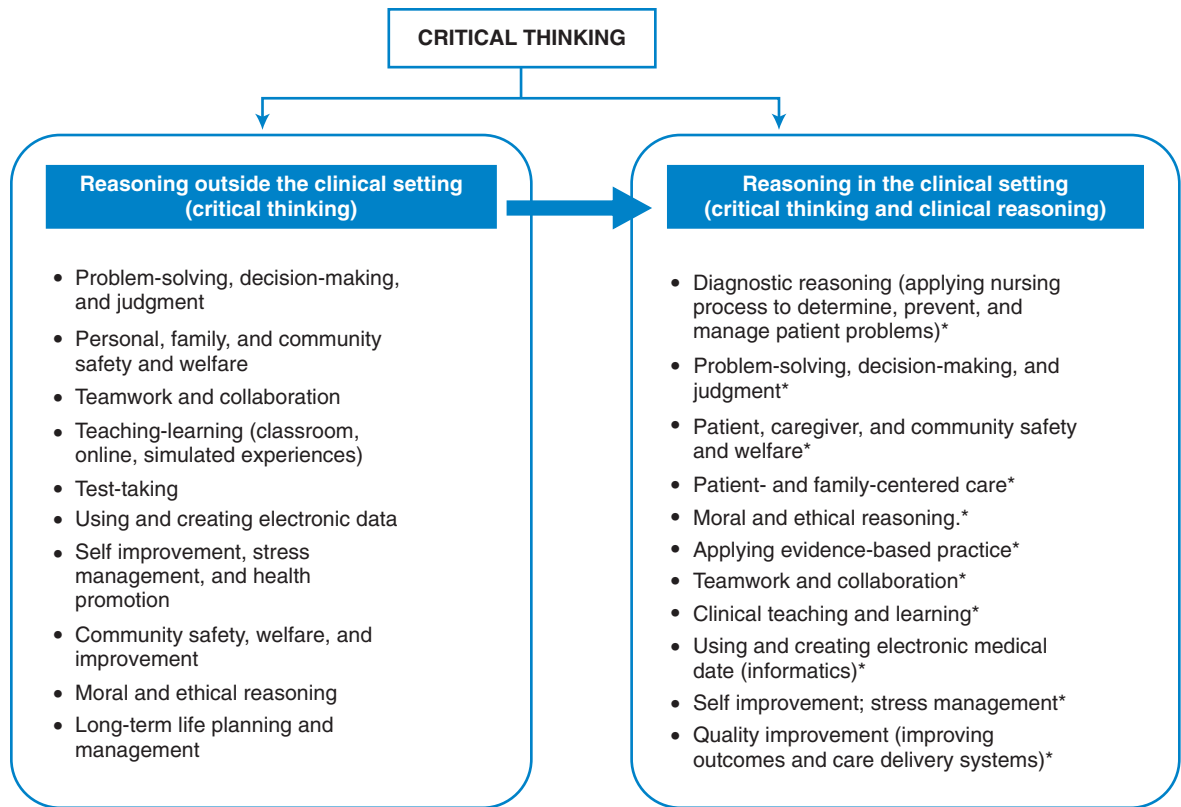 CRITICAL THINKING
Reasoning outside the clinical setting
(critical thinking)
• Problem-solving, decision-making,
and judgment
• Personal, family, and community
safety and welfare
• Teamwork and collaboration
• Teaching-learning (classroom,
online, simulated experiences)
• Test-taking
• Using and creating electronic data
• Self improvement, stress
management, and health
promotion
• Community safety, welfare, and
improvement
• Moral and ethical reasoning
• Long-term life planning and
management
Reasoning in the clinical setting
(critical thinking and clinical reasoning)
• Diagnostic reasoning (applying nursing
process to determine, prevent, and
manage patient problems)*
• Problem-solving, decision-making, and
judgment*
• Patient, caregiver, and community safety
and welfare*
• Patient- and family-centered care*
• Moral and ethical reasoning.*
• Applying evidence-based practice*
• Teamwork and collaboration*
• Clinical teaching and learning*
• Using and creating electronic medical
date (informatics)*
• Self improvement; stress management*
• Quality improvement (improving
outcomes and care delivery systems)*